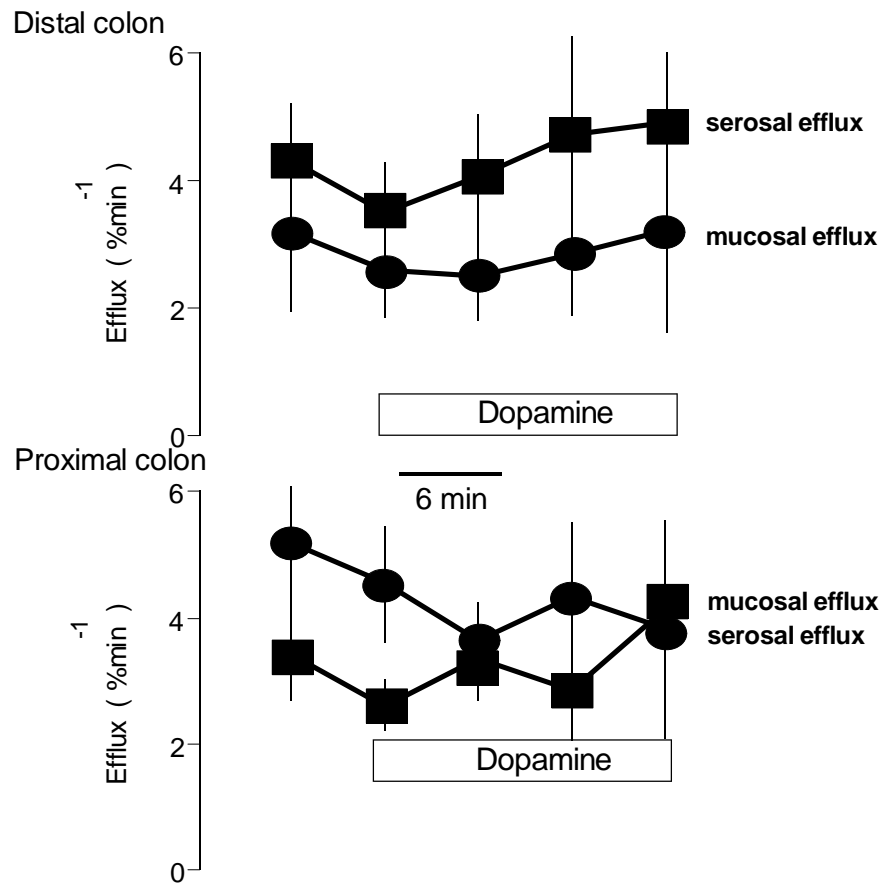 Distal colon
6
4
2
0
Efflux ( %min -1 )
serosal efflux
mucosal efflux
Dopamine
Proximal colon
6 min
6
4
2
0
Efflux ( %min -1 )
mucosal efflux
serosal efflux
Dopamine